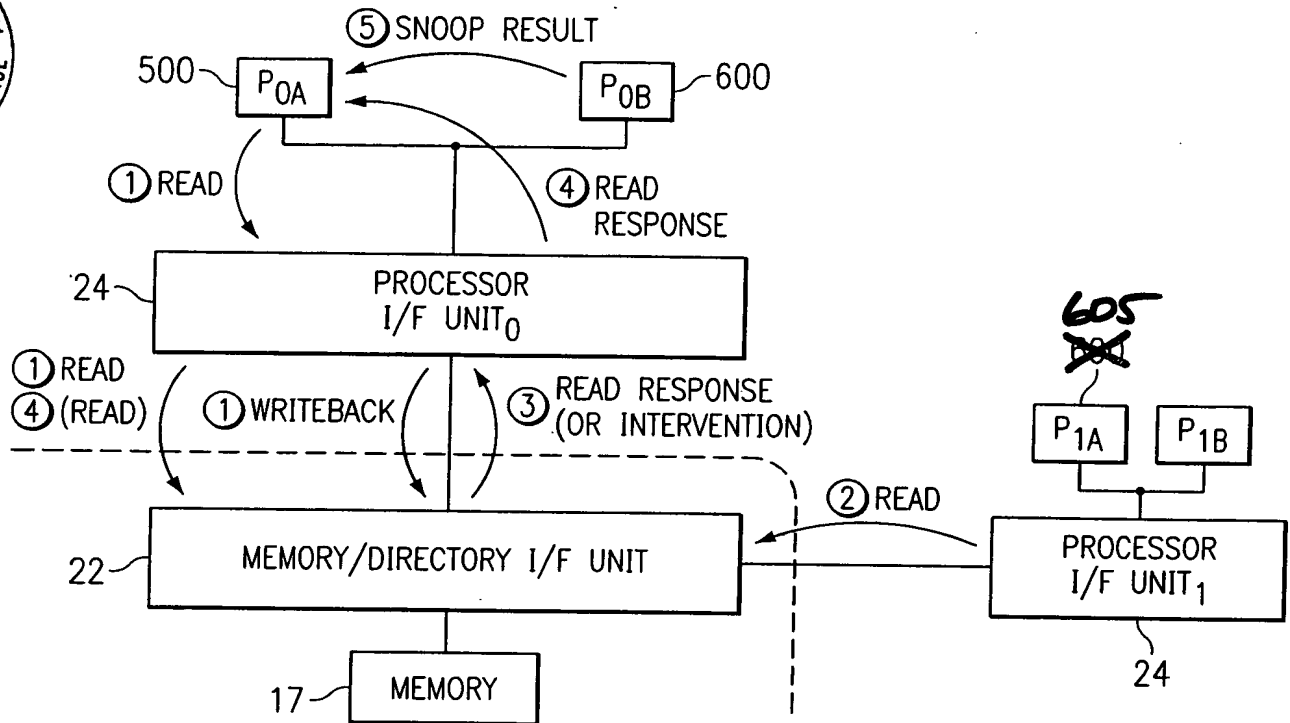 ⑤ SNOOP RESULT
500
P0A
P0B
600
① READ
④ READ
RESPONSE
24
PROCESSOR
I/F UNIT0
① READ
④ (READ)
① WRITEBACK
③ READ RESPONSE
(OR INTERVENTION)
605
P1A
P1B
② READ
22
MEMORY/DIRECTORY I/F UNIT
PROCESSOR
I/F UNIT1
24
17
MEMORY